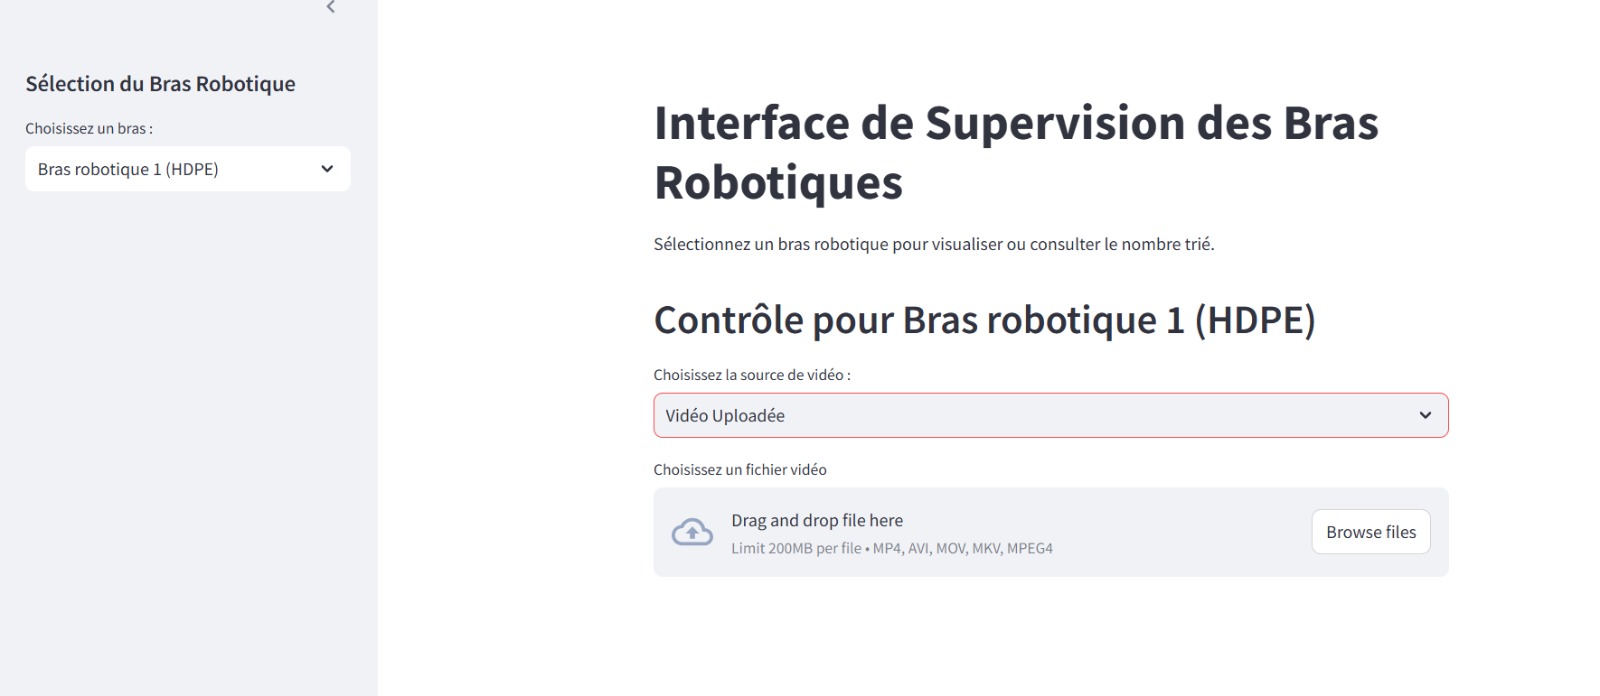 Sélection du Bras Robotique
Choisissez un bras :
Bras robotique 1 (HDPE)
Interface de Supervision des Bras
Robotiques
Sélectionnez un bras robotique pour visualiser ou consulter le nombre trié.
Contrôle pour Bras robotique 1 (HDPE)
Choisissez la source de vidéo :
Vidéo Uploadée
Choisissez un fichier vidéo
Drag and drop file here
Limit 200MB per file • MP4, AVI, MOV, MKV, MPEG4
Browse files